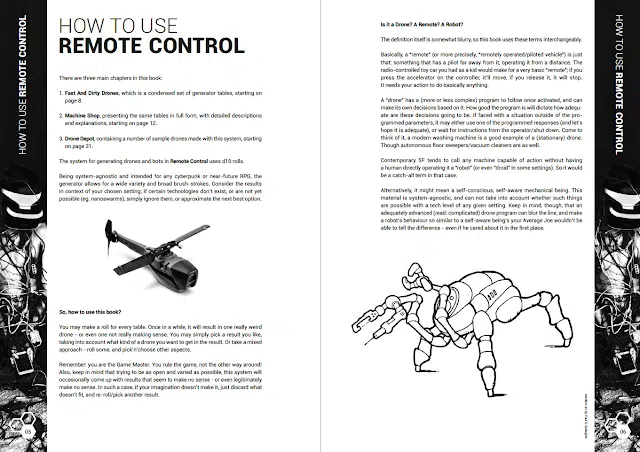 HOW TO USE REMOTE CONTROL
HOW TO USE
REMOTE CONTROL
There are three main chapters in this book:
1. Fast And Dirty Drones, which is a condensed set of generator tables, starting on
page 8.
2. Machine Shop, presenting the same tables in full form, with detailed descriptions
and explanations, starting on page 12.
3. Drone Depot, containing a number of sample drones made with this system, starting
on page 31.
The system for generating drones and bots in Remote Control uses d10 rolls.
Being system-agnostic and intended for any cyberpunk or near-future RPG, the
generator allows for a wide variety and broad brush-strokes. Consider the results
in context of your chosen setting; if certain technologies don't exist, or are not yet
possible (eg. nanoswarms), simply ignore them, or approximate the next best option.
So, how to use this book?
You may make a roll for every table. Once in a while, it will result in one really weird
drone - or even one not really making sense. You may simply pick a result you like,
taking into account what kind of a drone you want to get in the result. Or take a mixed
approach - roll some, and pick'n'choose other aspects.
Remember: you are the Game Master. You rule the game, not the other way around!
Also, keep in mind that trying to be as open and varied as possible, this system will
occasionally come up with results that seem to make no sense - or even legitimately
make no sense. In such a case, if your imagination doesn't make it, just discard what
doesn't fit, and re-roll/pick another result.
05
Is it a Drone? A Remote? A Robot?
The definition itself is somewhat blurry, so this book uses these terms interchangeably.
Basically, a "remote" (or more precisely, "remotely operated/piloted vehicle") is just
that; something that has a pilot far away from it, operating it from a distance. The
radio-controlled toy car you had as a kid would make for a very basic "remote"; if you
press the accelerator on the controller, it'll move, if you release it, it will stop.
It needs your action to do basically anything.
A "drone" has a (more or less complex) program to follow once activated, and can
make its own decisions based on it. How good the program is will dictate how adequ-
ate are these decisions going to be. If faced with a situation outside of the pro-
grammed parameters, it may either use one of the programmed responses (and let's
hope it is adequate), or wait for instructions from the operator/shut down. Come to
think of it, a modern washing machine is a good example of a (stationary) drone.
Though autonomous floor sweepers/vacuum cleaners are as well.
Contemporary SF tends to call any machine capable of action without having
a human directly operating it a "robot" (or even "droid" in some settings). So it would
be a catch-all term in that case.
Alternatively, it might mean a self-conscious, self-aware mechanical being. This
material is system-agnostic, and can not take into account whether such things
are possible with a tech level of any given setting. Keep in mind, though, that an
adequately advanced (read: complicated) drone program can blur the line, and make
a robot's behaviour so similar to a self-aware being's your Average Joe wouldn't be
able to tell the difference - even if he cared about it in the first place.
HOW TO USE REMOTE CONTROL
06